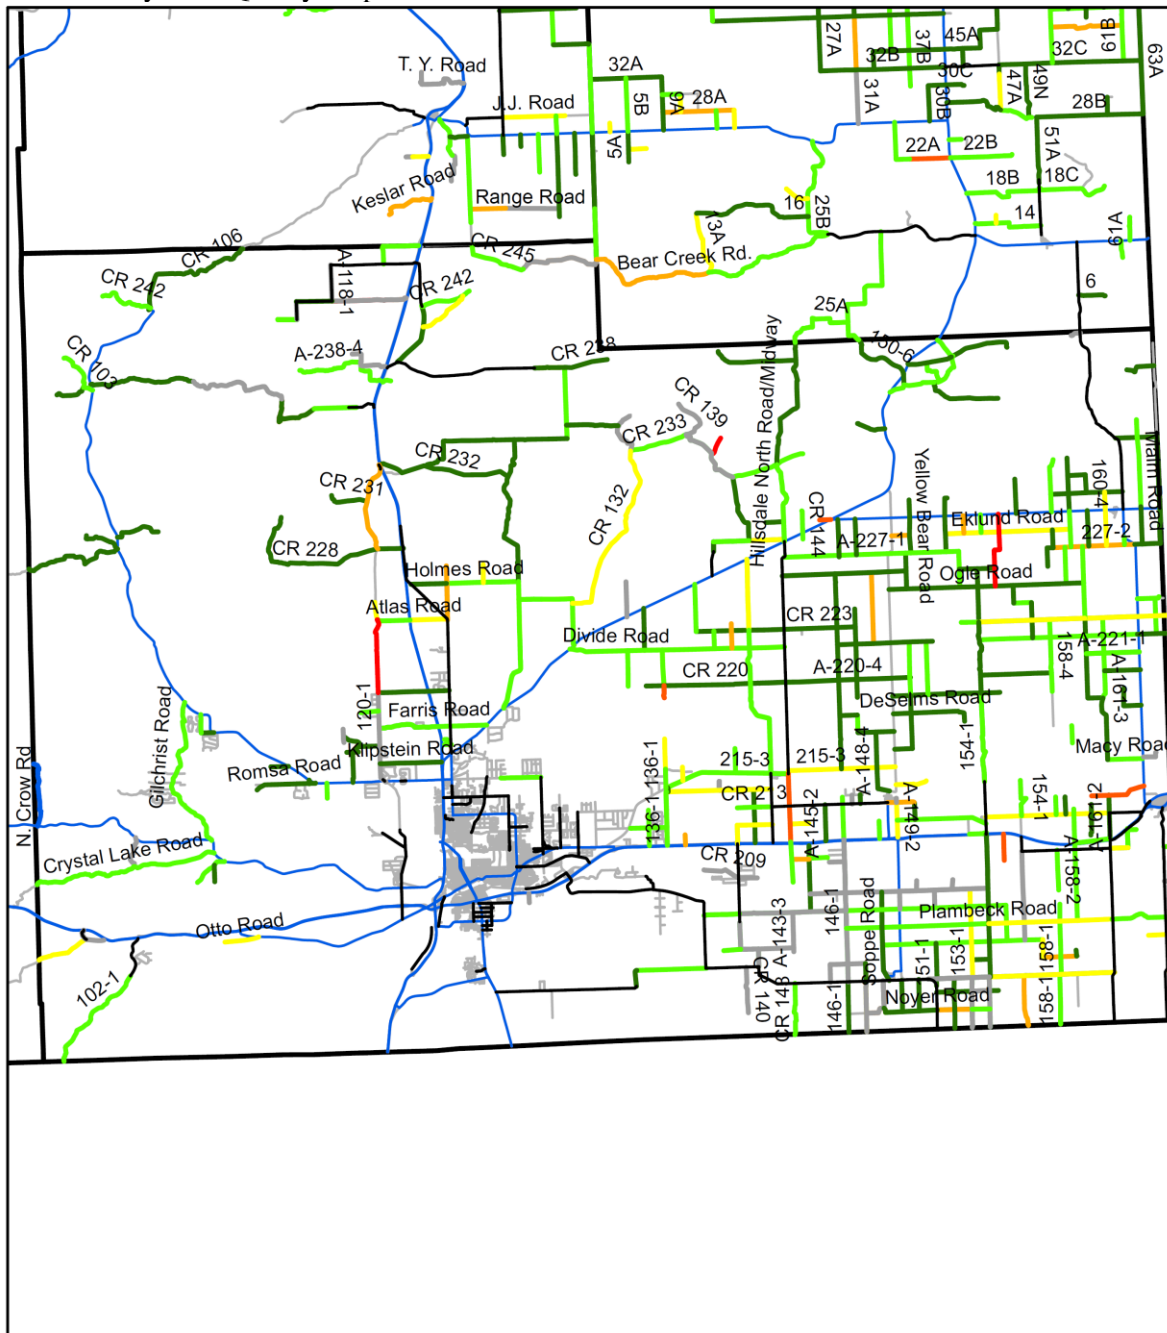 27A
37B
45A
61B
63A
32B
32C
T. Y. Road
32A
30C
47A
49N
31A
5B
9A
28A
30B
28B
J.J. Road
5A
22A
22B
51A
18B
18C
Keslar Road
Range Road
16
25B
14
13A
61A
CR 106
A-118-1
CR 245
Bear Creek Rd.
CR 242
CR 242
6
25A
CR 103
A-238-4
CR 238
Hillsdale North Road/Midway
150-6
CR 139
CR 233
CR 232
Yellow Bear Road
Malm Road
160-4
CR 231
CR 132
CR 144
Eklund Road
A-227-1
227-2
CR 228
Holmes Road
Ogle Road
Atlas Road
Divide Road
CR 223
A-221-1
CR 220
A-220-4
158-4
A-161-3
120-1
Farris Road
DeSelms Road
Gilchrist Road
Klipstein Road
136-1
215-3
215-3
A-148-4
154-1
Macy Road
N. Crow Rd
Romsa Road
CR 213
136-1
A-145-2
A-149-2
154-1
A-161-2
Crystal Lake Road
CR 209
A-158-2
146-1
Soppe Road
Plambeck Road
Otto Road
A-143-3
102-1
CR 140
CR 143
146-1
151-1
153-1
158-1
158-1
Noyer Road